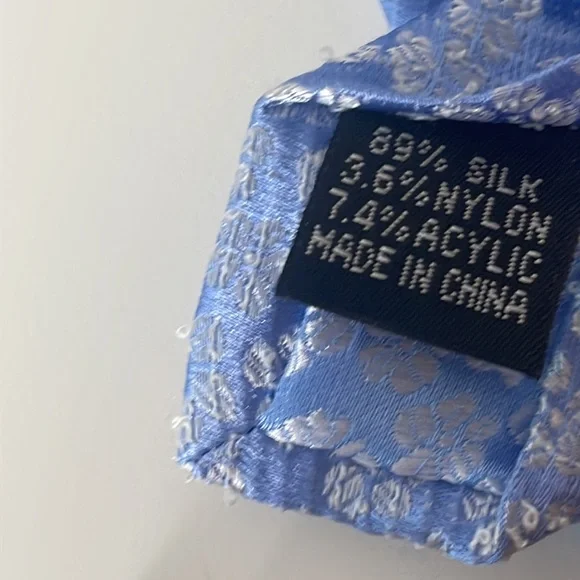 89% SILK
3.6% NYLON
7.4% ACYLIC
MADE IN CHINA